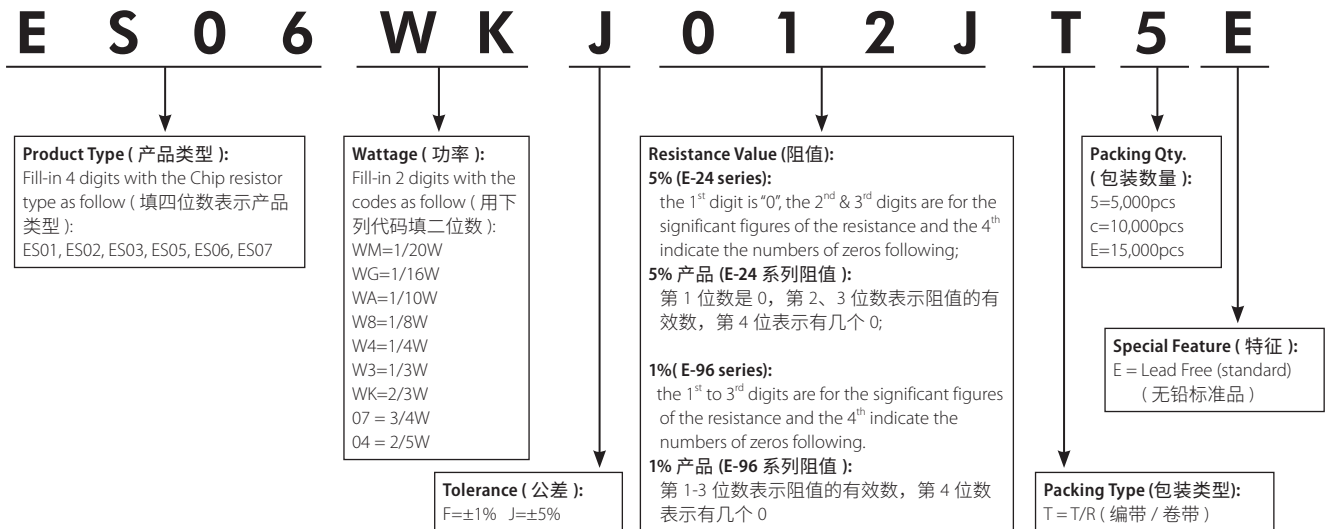 E S 0 6 W K J 0 1 2 J T 5 E
Product Type ( 产品类型 ):
Fill-in 4 digits with the Chip resistor
type as follow ( 填四位数表示产品
类型 ):
ES01, ES02, ES03, ES05, ES06, ES07
Wattage ( 功率 ):
Fill-in 2 digits with the
codes as follow ( 用下
列代码填二位数 ):
WM=1/20W
WG=1/16W
WA=1/10W
W8=1/8W
W4=1/4W
W3=1/3W
WK=2/3W
07 = 3/4W
04 = 2/5W
Tolerance ( 公差 ):
F=±1% J=±5%
Resistance Value (阻值):
5% (E-24 series):
the 1st digit is “0”, the 2nd & 3rd digits are for the
significant figures of the resistance and the 4th
indicate the numbers of zeros following;
5% 产品 (E-24 系列阻值 ):
第 1 位数是 0，第 2、3 位数表示阻值的有
效数，第 4 位表示有几个 0;
1%( E-96 series):
the 1st to 3rd digits are for the significant figures
of the resistance and the 4th indicate the
numbers of zeros following.
1% 产品 (E-96 系列阻值 ):
第 1-3 位数表示阻值的有效数，第 4 位数
表示有几个 0
Packing Qty.
( 包装数量 ):
5=5,000pcs
c=10,000pcs
E=15,000pcs
Special Feature ( 特征 ):
E = Lead Free (standard)
( 无铅标准品 )
Packing Type (包装类型):
T = T/R ( 编带 / 卷带 )